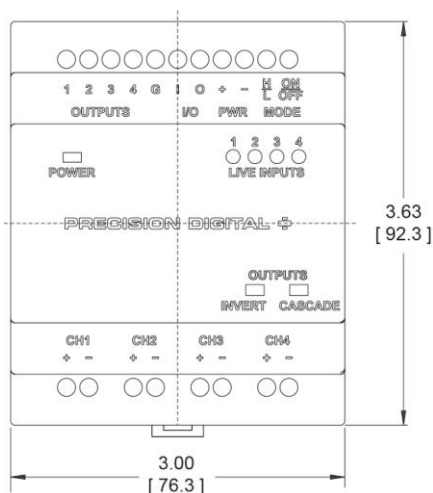 1 2 3 4 G I O + - H/L ON/OFF
OUTPUTS I/O PWR MODE
1 2 3 4
POWER LIVE INPUTS
PRECISION DIGITAL
3.63
[ 92.3 ]
OUTPUTS
INVERT CASCADE
CH1 CH2 CH3 CH4
+ - + - + - + -
3.00
[ 76.3 ]